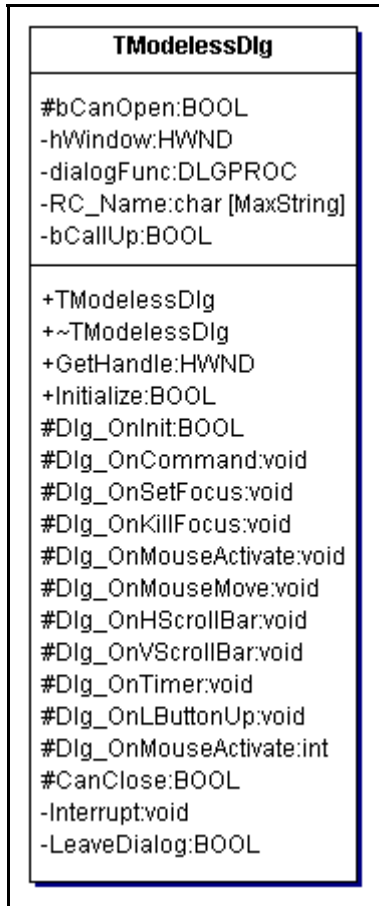 TModelessDlg
#bCanOpen:BOOL
-hWindow:HWND
-dialogFunc:DLGPROC
-RC_Name:char [MaxString]
-bCallUp:BOOL
+TModelessDlg
+~TModelessDlg
+GetHandle:HWND
+Initialize:BOOL
#Dlg_OnInit:BOOL
#Dlg_OnCommand:void
#Dlg_OnSetFocus:void
#Dlg_OnKillFocus:void
#Dlg_OnMouseActivate:void
#Dlg_OnMouseMove:void
#Dlg_OnHScrollBar:void
#Dlg_OnVScrollBar:void
#Dlg_OnTimer:void
#Dlg_OnLButtonUp:void
#Dlg_OnMouseActivate:int
#CanClose:BOOL
-Interrupt:void
-LeaveDialog:BOOL